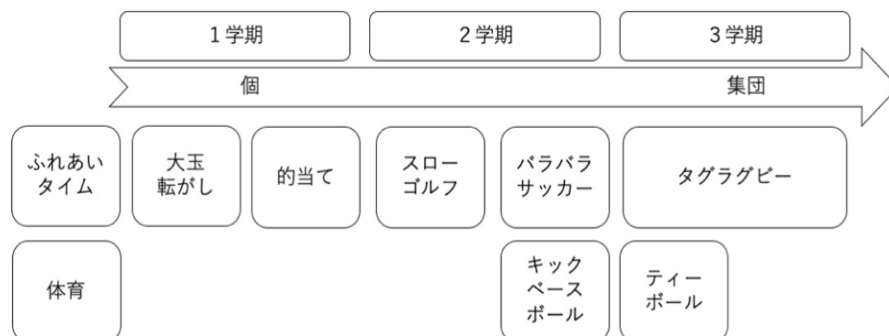 1学期
2学期
3学期
個
集団
ふれあい
タイム
大玉
転がし
的当て
スロー
ゴルフ
バラバラ
サッカー
タグラグビー
体育
キック
ベース
ボール
ティー
ボール